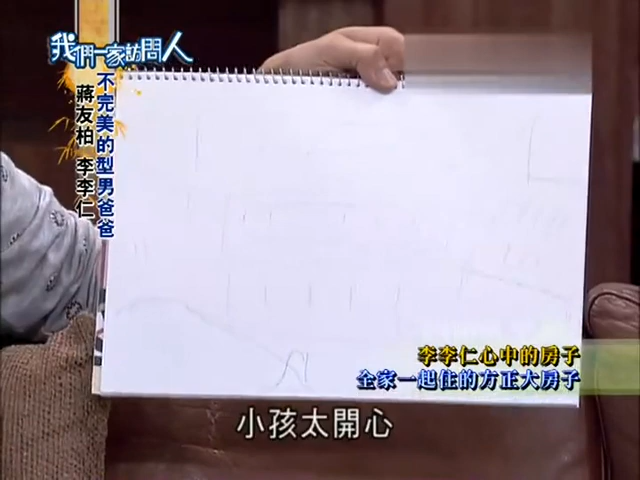 我們一家訪問人
不完美的型男爸爸
蔣友柏 李李仁
李李仁心中的房子
全家一起住的方正大房子
小孩太開心